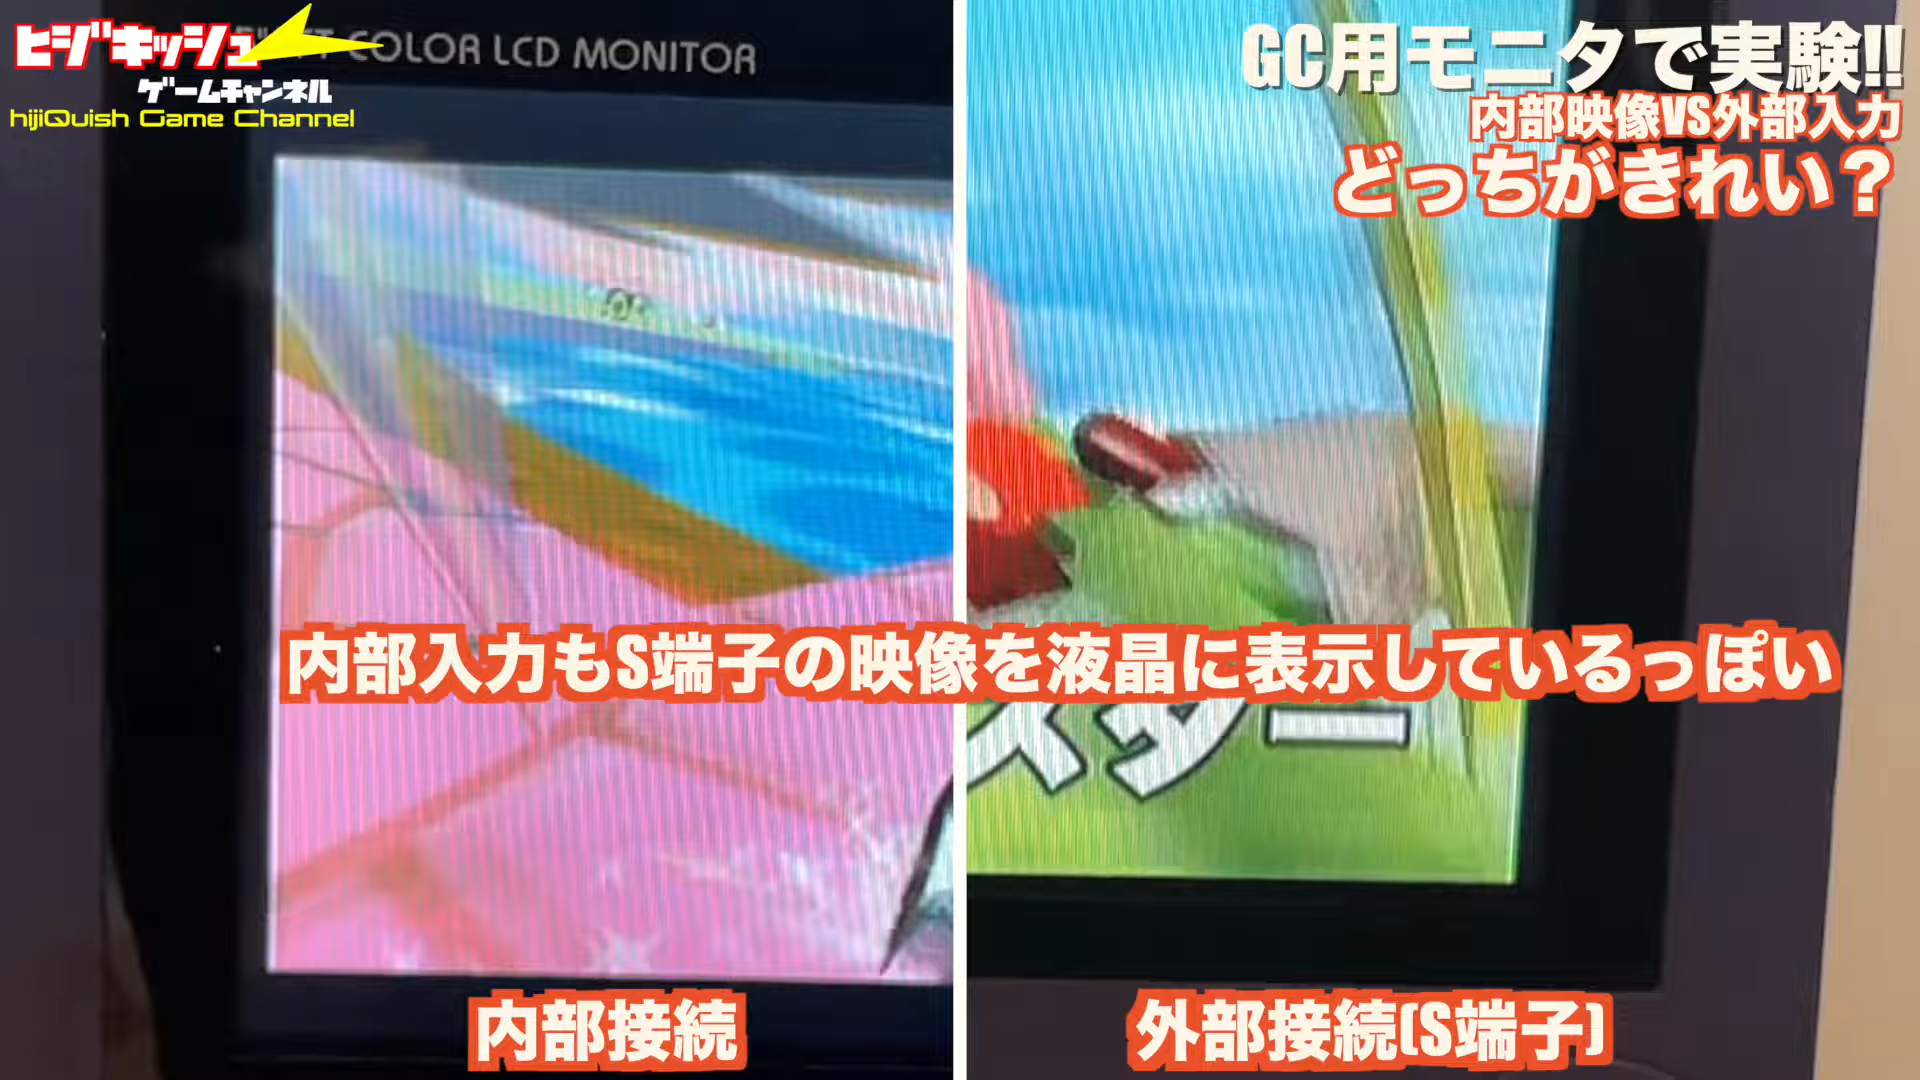 ヒジキッシュ
ゲームチャンネル
hijiQuish Game Channel
COLOR LCD MONITOR
GC用モニタで実験!!
内部映像VS外部入力
どっちがきれい？
内部入力もS端子の映像を液晶に表示しているっぽい
スター
内部接続
外部接続(S端子)